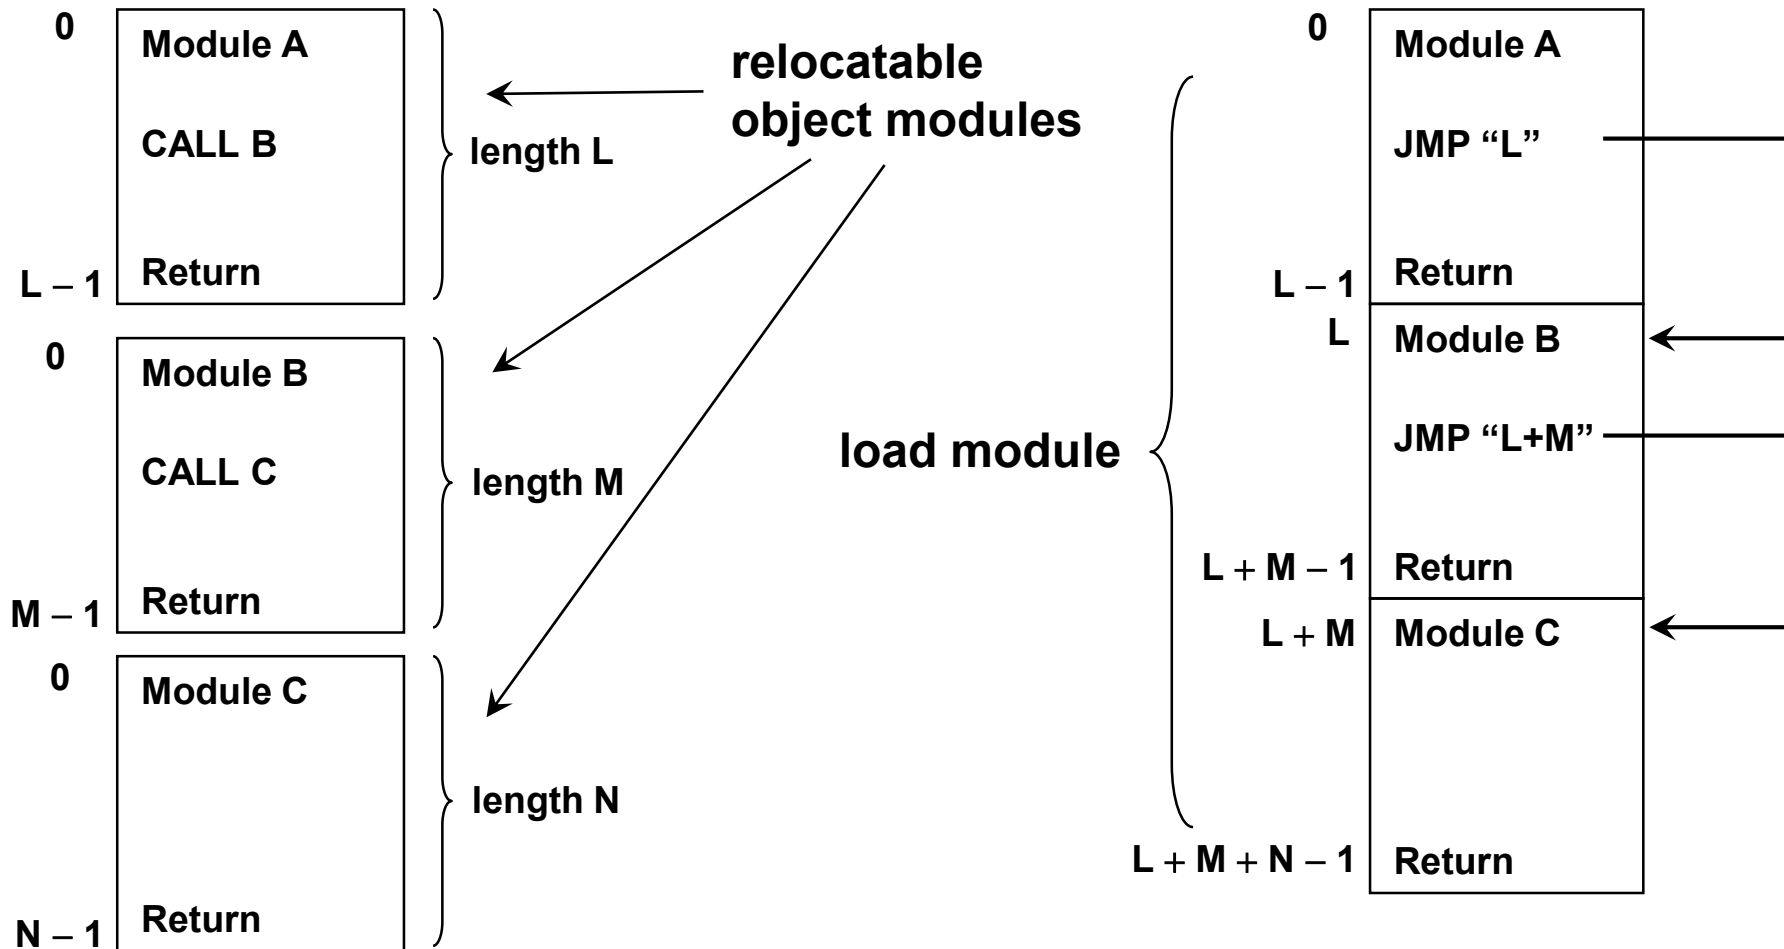 0
Module A
CALL B
Return
L – 1
length L
0
Module B
CALL C
Return
M – 1
length M
0
Module C
Return
N – 1
length N
relocatable
object modules
load module
0
Module A
JMP “L”
Return
L – 1
L
Module B
JMP “L+M”
L + M – 1
Return
L + M
Module C
L + M + N – 1
Return